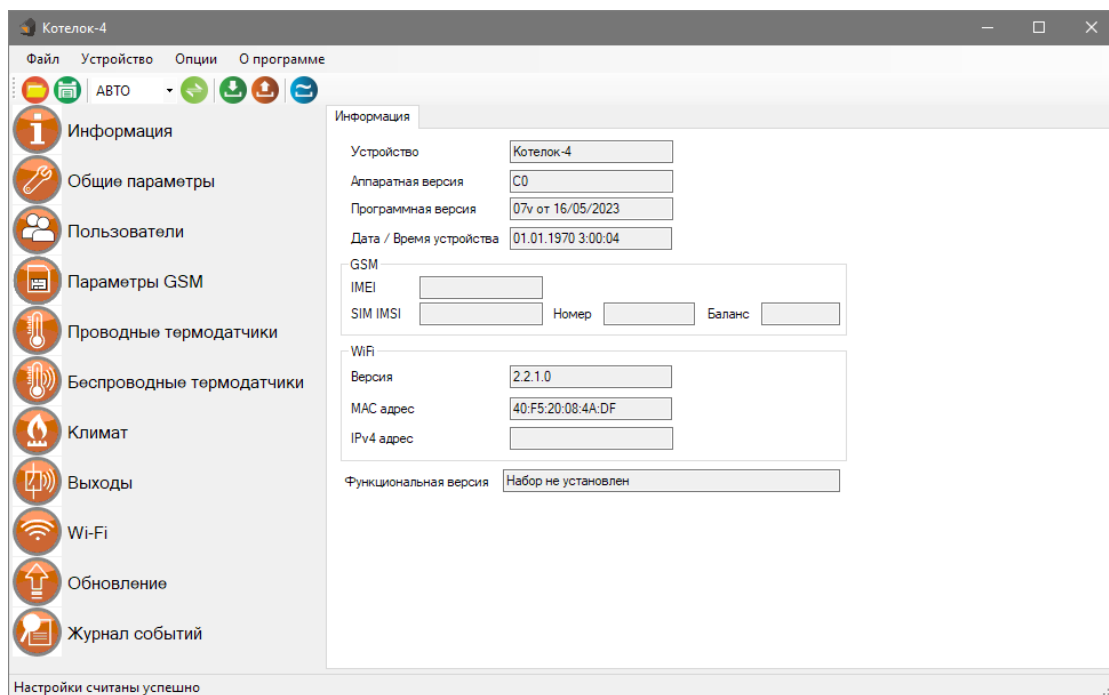 Котелок-4
Файл Устройство Опции О программе
АВТО
Информация
Общие параметры
Пользователи
Параметры GSM
Проводные термодатчики
Беспроводные термодатчики
Климат
Выходы
Wi-Fi
Обновление
Журнал событий
Информация
Устройство Котелок-4
Аппаратная версия C0
Программная версия 07v от 16/05/2023
Дата / Время устройства 01.01.1970 3:00:04
GSM
IMEI
SIM IMSI Номер Баланс
WiFi
Версия 2.2.1.0
MAC адрес 40:F5:20:08:4A:DF
IPv4 адрес
Функциональная версия Набор не установлен
Настройки считаны успешно